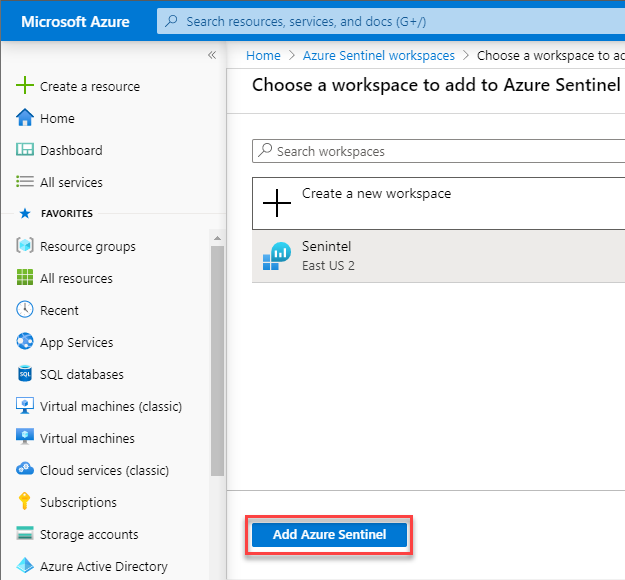 Microsoft Azure
Search resources, services, and docs (G+/)
Home > Azure Sentinel workspaces > Choose a workspace to ad
Choose a workspace to add to Azure Sentinel
Create a resource
Home
Dashboard
All services
FAVORITES
Resource groups
All resources
Recent
App Services
SQL databases
Virtual machines (classic)
Virtual machines
Cloud services (classic)
Subscriptions
Storage accounts
Azure Active Directory
Search workspaces
Create a new workspace
Senintel
East US 2
Add Azure Sentinel